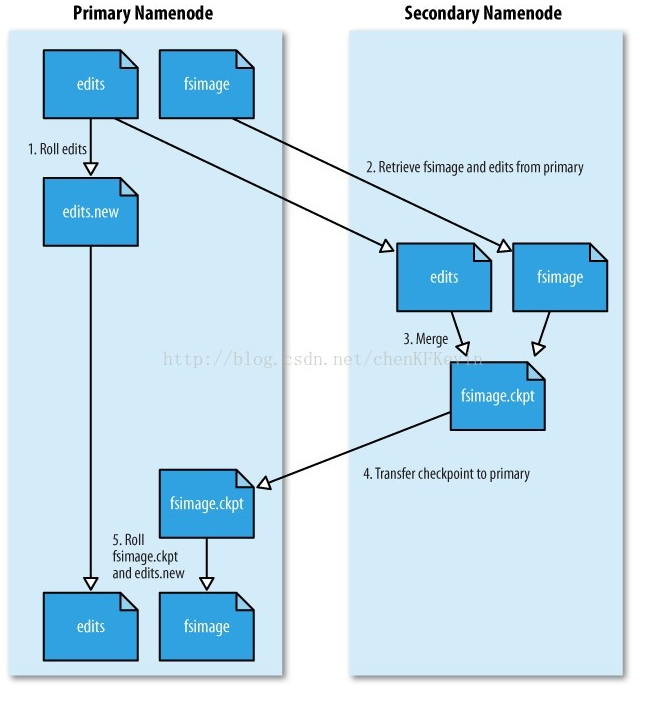 Primary Namenode
Secondary Namenode
edits
fsimage
1. Roll edits
2. Retrieve fsimage and edits from primary
edits.new
edits
fsimage
3. Merge
http://blog.csdn.net/chenKFKevin
fsimage.ckpt
4. Transfer checkpoint to primary
fsimage.ckpt
5. Roll
fsimage.ckpt
and edits.new
edits
fsimage